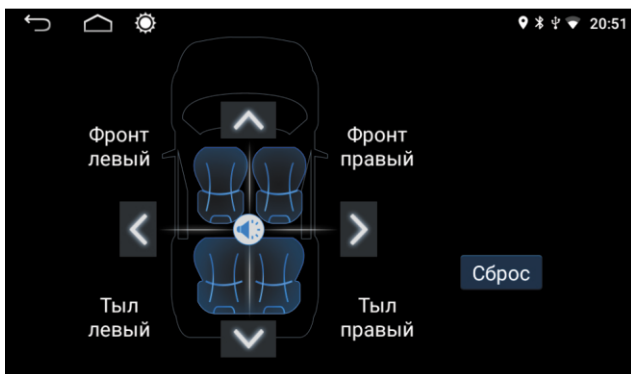 20:51
Фронт
левый
Фронт
правый
Сброс
Тыл
левый
Тыл
правый